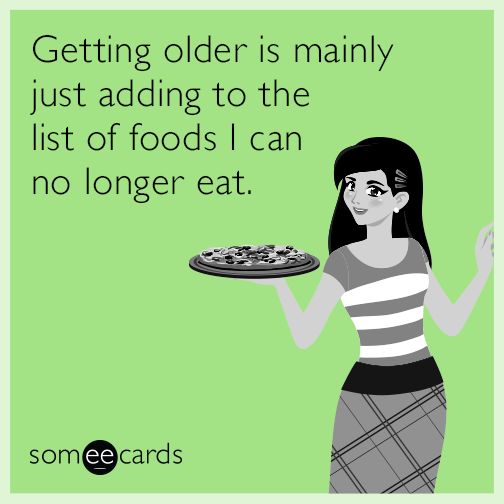 Getting older is mainly
just adding to the
list of foods I can
no longer eat.
someecards